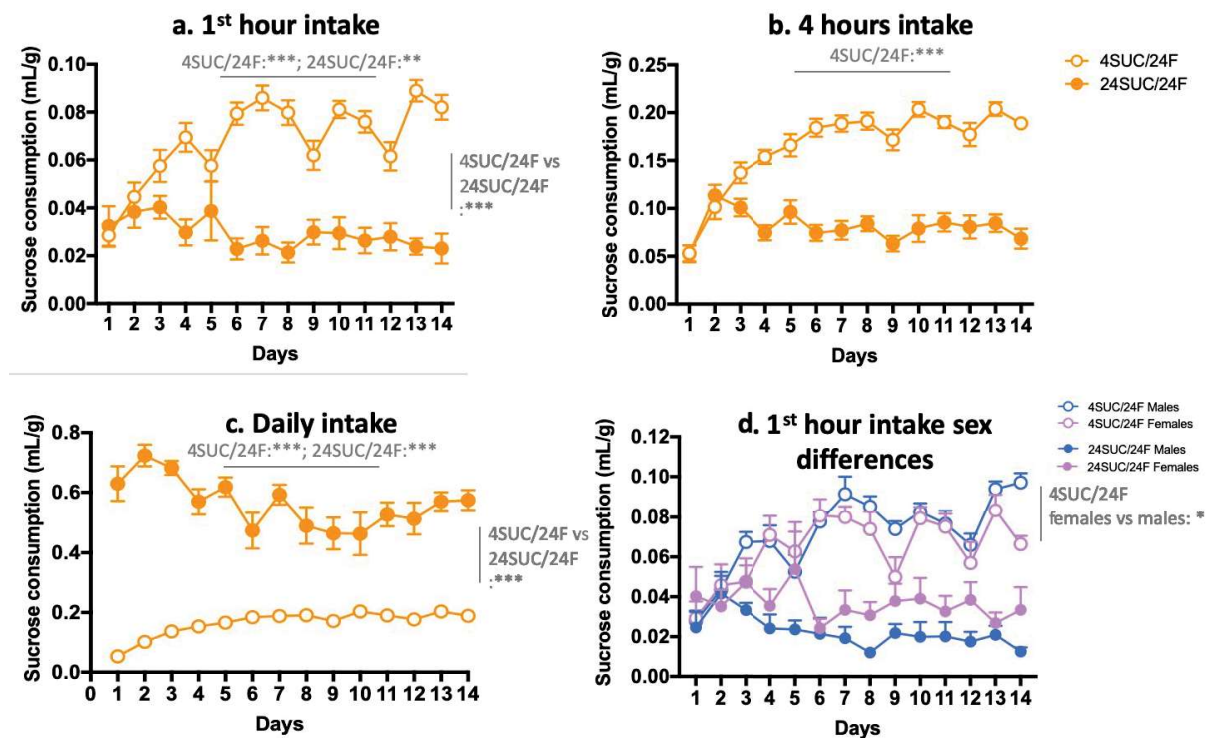 a. 1st hour intake
4SUC/24F:***; 24SUC/24F:**
Sucrose consumption (mL/g)
0.10
0.08
0.06
0.04
0.02
0.00
1 2 3 4 5 6 7 8 9 10 11 12 13 14
Days
4SUC/24F vs
24SUC/24F
:***
b. 4 hours intake
4SUC/24F:***
Sucrose consumption (mL/g)
0.25
0.20
0.15
0.10
0.05
0.00
1 2 3 4 5 6 7 8 9 10 11 12 13 14
Days
4SUC/24F
24SUC/24F
c. Daily intake
4SUC/24F:***; 24SUC/24F:***
Sucrose consumption (mL/g)
0.8
0.6
0.4
0.2
0.0
0 1 2 3 4 5 6 7 8 9 10 11 12 13 14
Days
4SUC/24F vs
24SUC/24F
:***
d. 1st hour intake sex
differences
Sucrose consumption (mL/g)
0.12
0.10
0.08
0.06
0.04
0.02
0.00
1 2 3 4 5 6 7 8 9 10 11 12 13 14
Days
4SUC/24F Males
4SUC/24F Females
24SUC/24F Males
24SUC/24F Females
4SUC/24F
females vs males: *